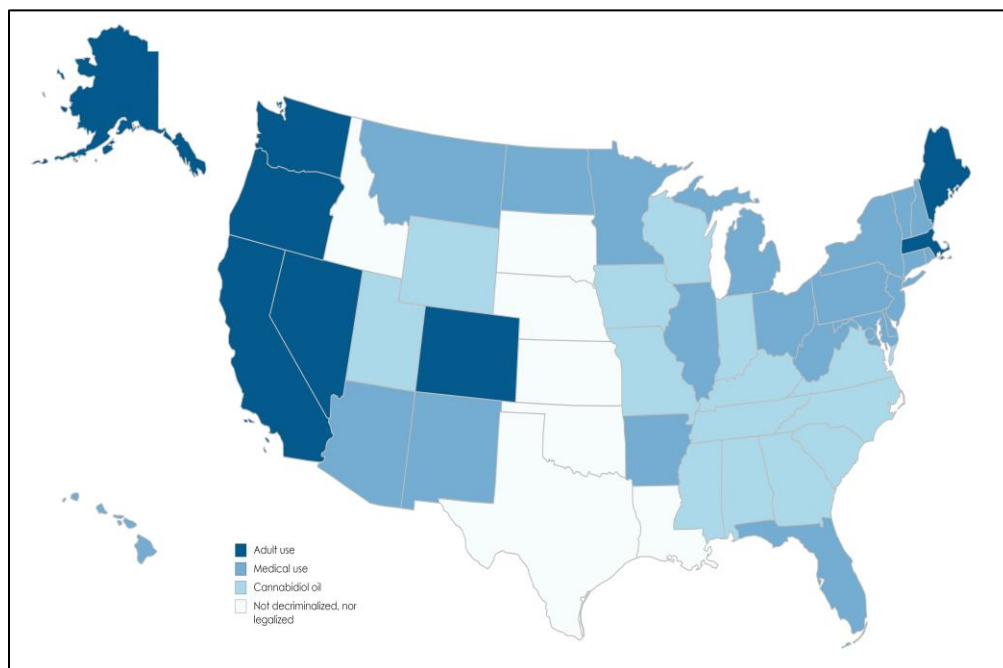 Adult use
Medical use
Cannabidiol oil
Not decriminalized, nor
legalized